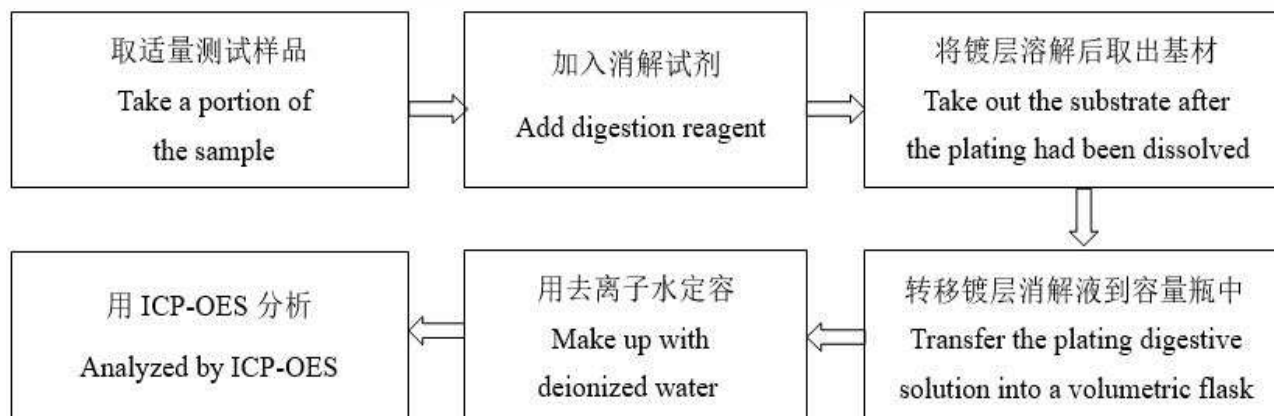 取适量测试样品
Take a portion of
the sample
加入消解试剂
Add digestion reagent
将镀层溶解后取出基材
Take out the substrate after
the plating had been dissolved
转移镀层消解液到容量瓶中
Transfer the plating digestive
solution into a volumetric flask
用去离子水定容
Make up with
deionized water
用 ICP-OES 分析
Analyzed by ICP-OES